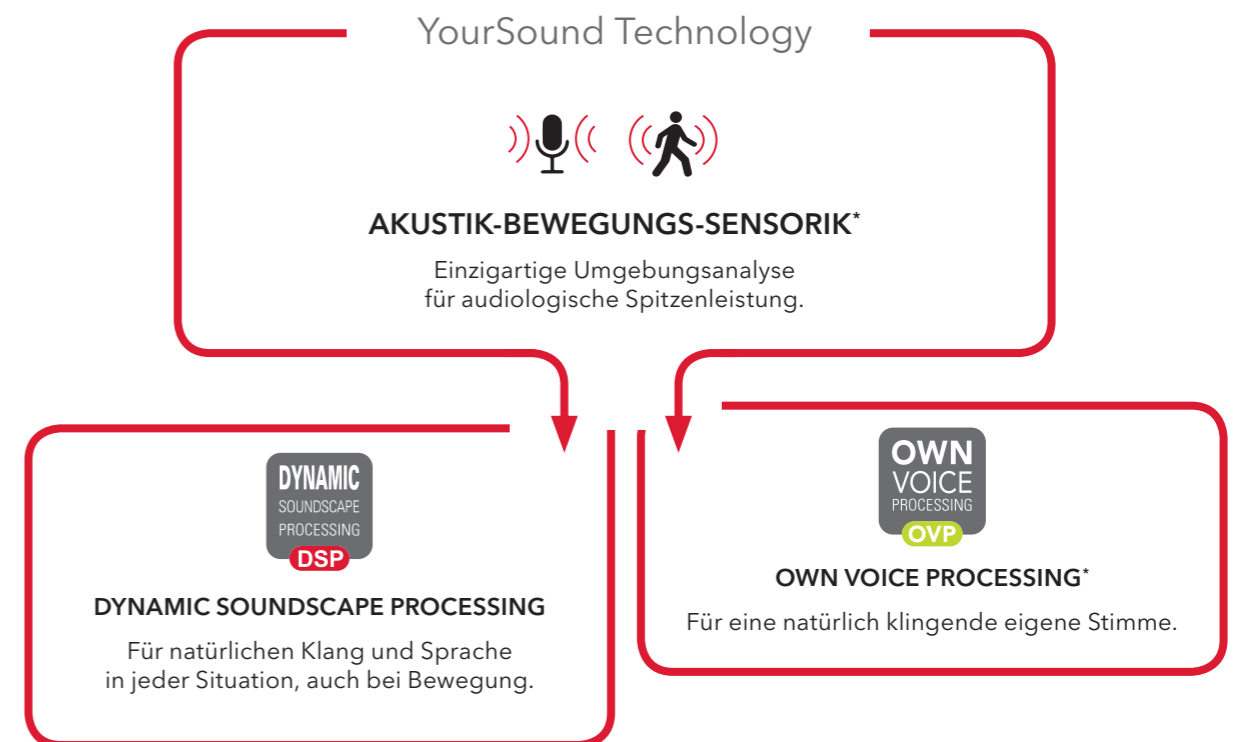 YourSound Technology
AKUSTIK-BEWEGUNGS-SENSORIK*
Einzigartige Umgebungsanalyse
für audiologische Spitzenleistung.
DYNAMIC
SOUNDSCAPE
PROCESSING
DSP
DYNAMIC SOUNDSCAPE PROCESSING
Für natürlichen Klang und Sprache
in jeder Situation, auch bei Bewegung.
OWN
VOICE
PROCESSING
OVP
OWN VOICE PROCESSING*
Für eine natürlich klingende eigene Stimme.